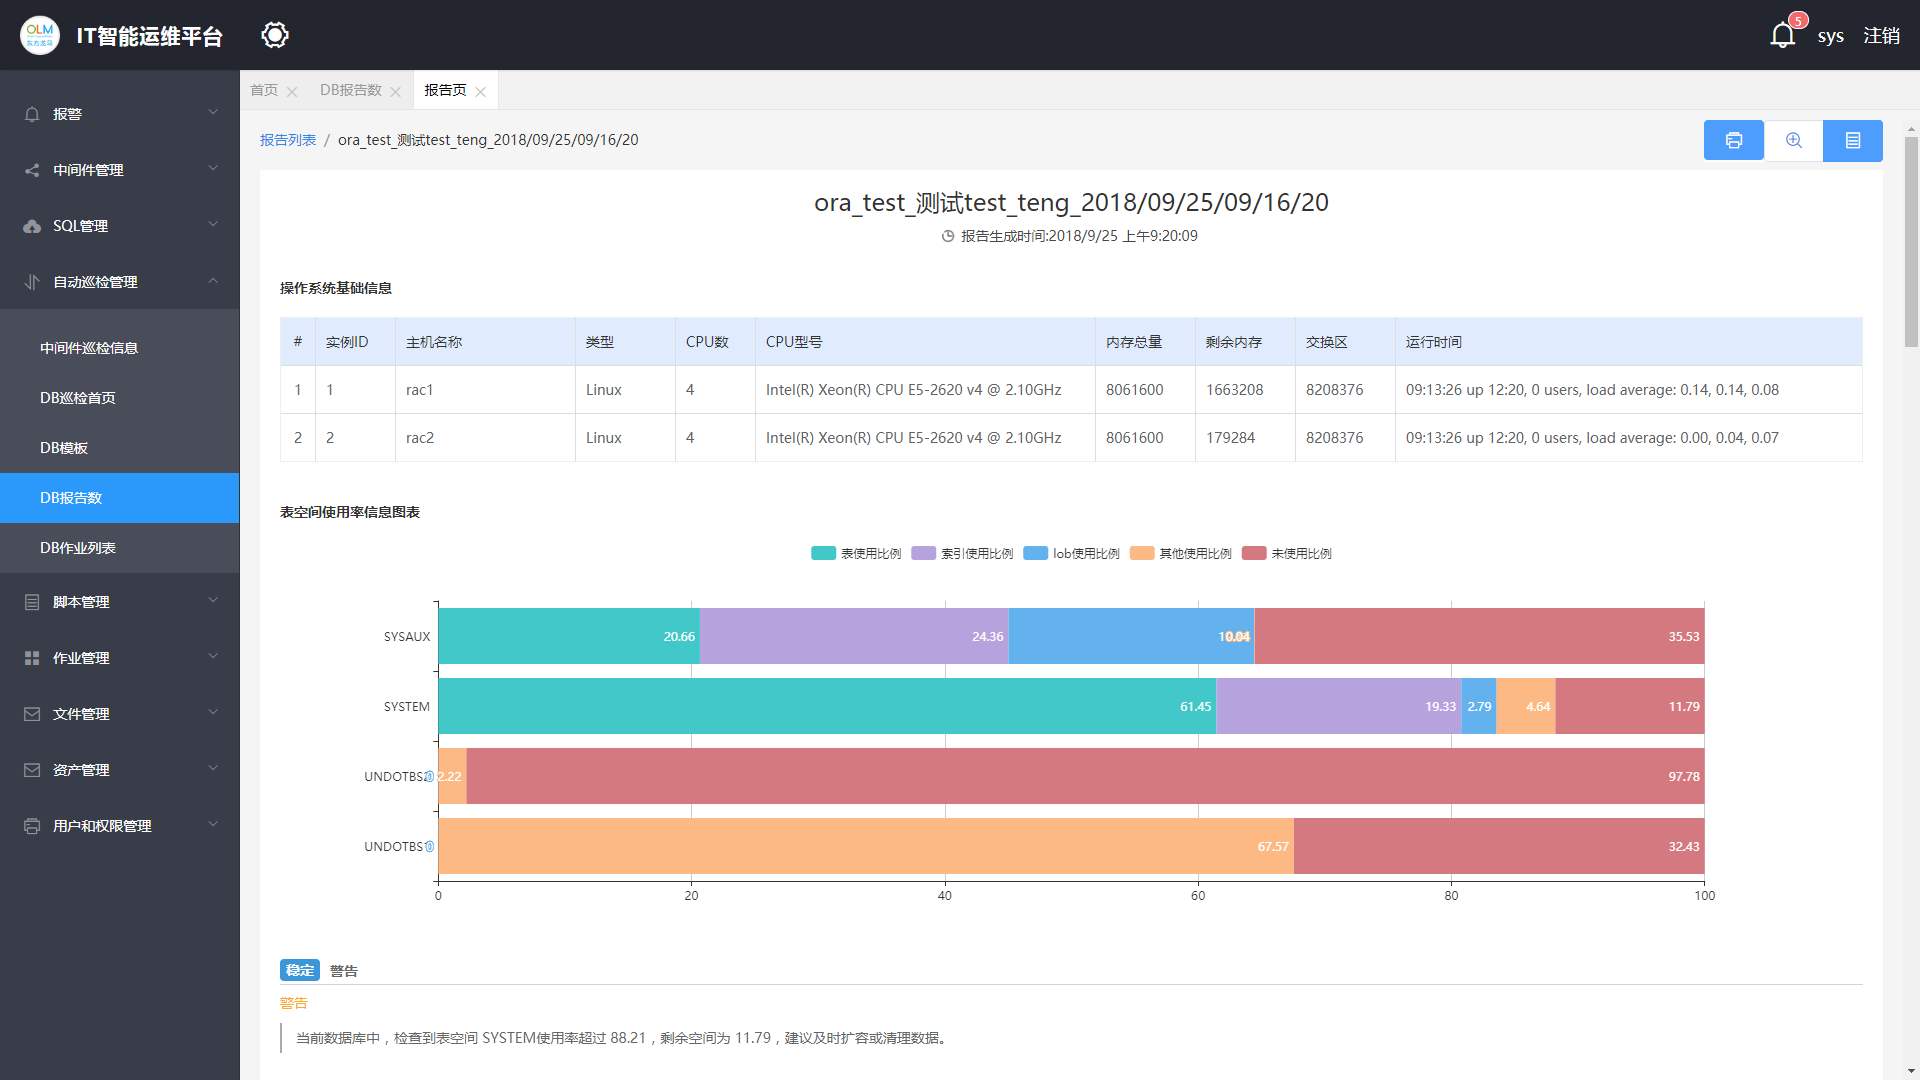 OLM
东方龙马
IT智能运维平台
5
sys
注销
报警
中间件管理
SQL管理
自动巡检管理
中间件巡检信息
DB巡检首页
DB模板
DB报告数
DB作业列表
脚本管理
作业管理
文件管理
资产管理
用户和权限管理
首页
DB报告数
报告页
报告列表 / ora_test_测试test_teng_2018/09/25/09/16/20
ora_test_测试test_teng_2018/09/25/09/16/20
报告生成时间:2018/9/25 上午9:20:09
操作系统基础信息
# 实例ID 主机名称 类型 CPU数 CPU型号 内存总量 剩余内存 交换区 运行时间
1 1 rac1 Linux 4 Intel(R) Xeon(R) CPU E5-2620 v4 @ 2.10GHz 8061600 1663208 8208376 09:13:26 up 12:20, 0 users, load average: 0.14, 0.14, 0.08
2 2 rac2 Linux 4 Intel(R) Xeon(R) CPU E5-2620 v4 @ 2.10GHz 8061600 179284 8208376 09:13:26 up 12:20, 0 users, load average: 0.00, 0.04, 0.07
表空间使用率信息图表
表使用比例 索引使用比例 lob使用比例 其他使用比例 未使用比例
SYSAUX 20.66 24.36 35.53
SYSTEM 61.45 19.33 2.79 4.64 11.79
UNDOTBS2 2.22 97.78
UNDOTBS1 67.57 32.43
0 20 40 60 80 100
稳定 警告
警告
当前数据库中，检查到表空间 SYSTEM使用率超过 88.21，剩余空间为 11.79，建议及时扩容或清理数据。